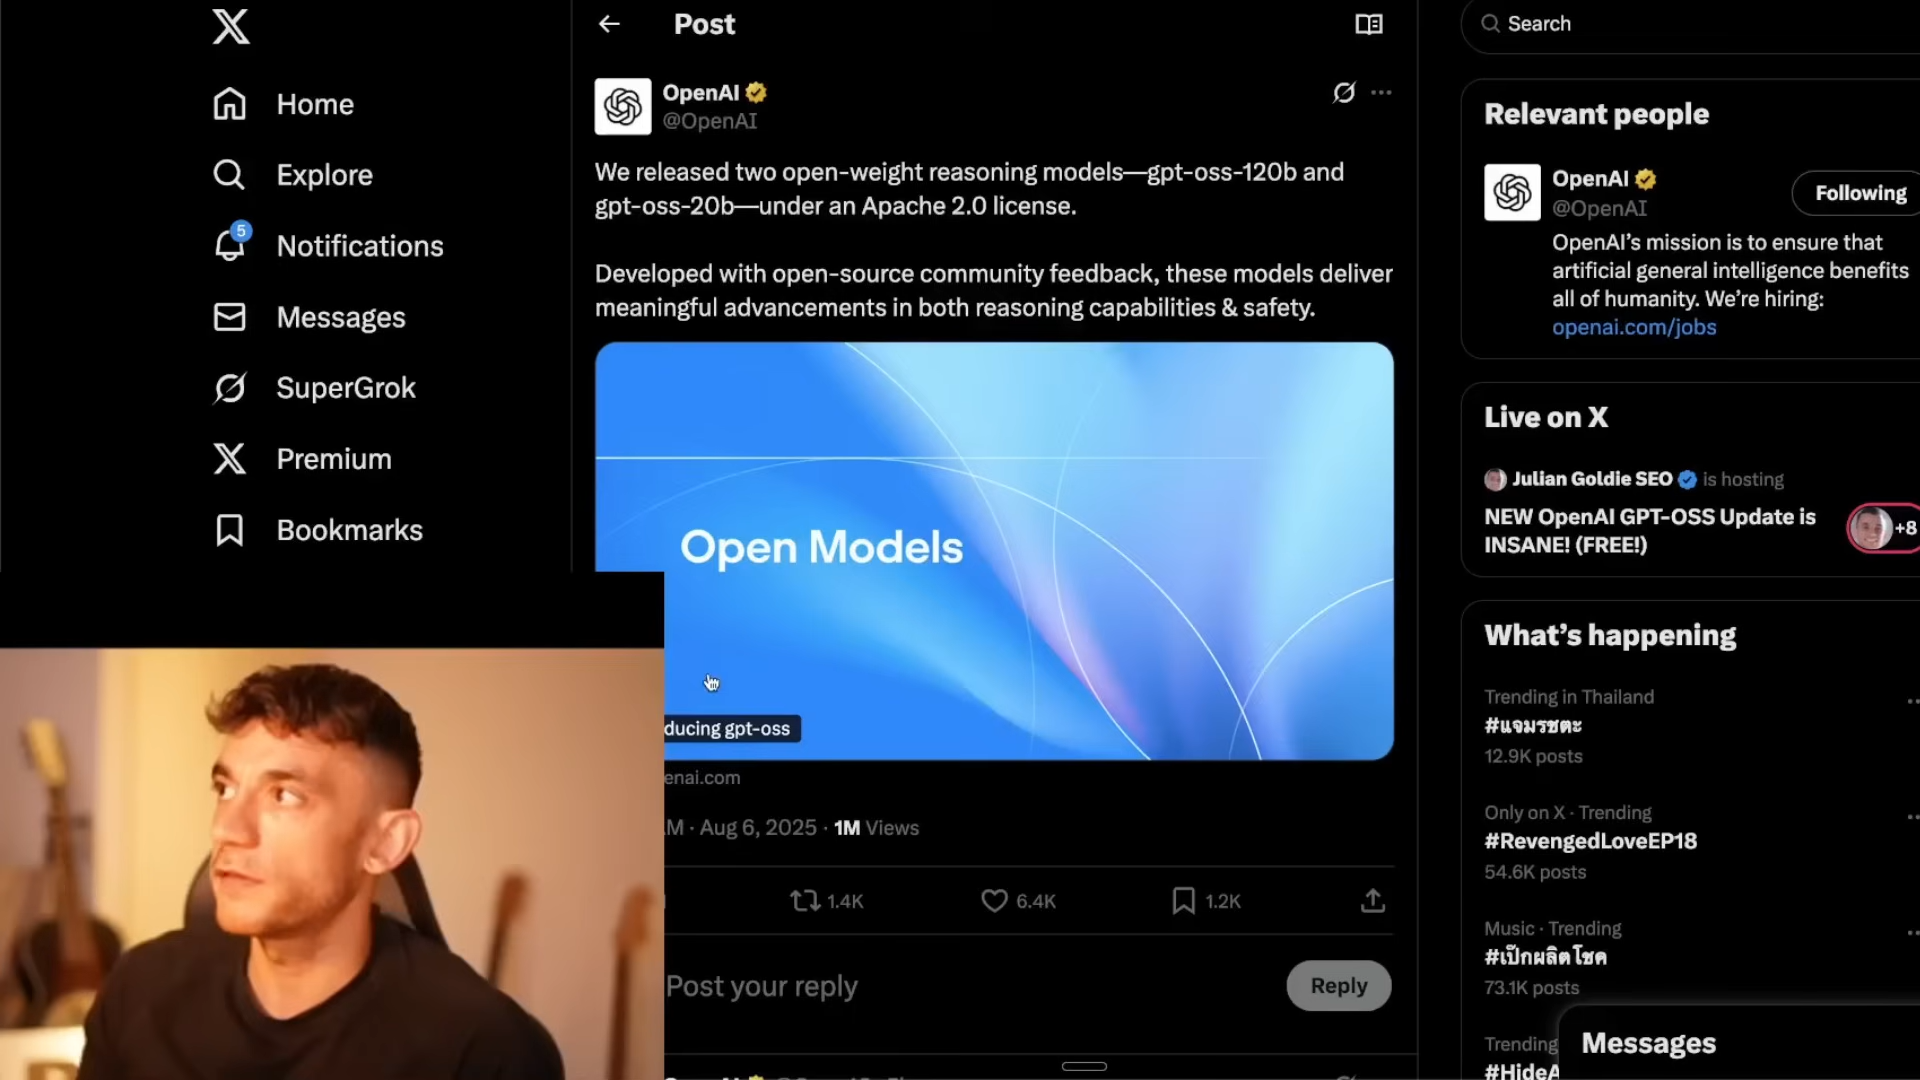 Home
Explore
5
Notifications
Messages
SuperGrok
Premium
Bookmarks
Post
OpenAI
@OpenAI
We released two open-weight reasoning models—gpt-oss-120b and
gpt-oss-20b—under an Apache 2.0 license.
Developed with open-source community feedback, these models deliver
meaningful advancements in both reasoning capabilities & safety.
Open Models
ducing gpt-oss
enai.com
M · Aug 6, 2025 · 1M Views
1.4K
6.4K
1.2K
Post your reply
Reply
Search
Relevant people
OpenAI
@OpenAI
Following
OpenAI's mission is to ensure that
artificial general intelligence benefits
all of humanity. We're hiring:
openai.com/jobs
Live on X
Julian Goldie SEO is hosting
NEW OpenAI GPT-OSS Update is
INSANE! (FREE!)
+8
What's happening
Trending in Thailand
#แจมรชตะ
12.9K posts
Only on X · Trending
#RevengedLoveEP18
54.6K posts
Music · Trending
#เป๊กผลิตโชค
73.1K posts
Trending
#HideA
Messages